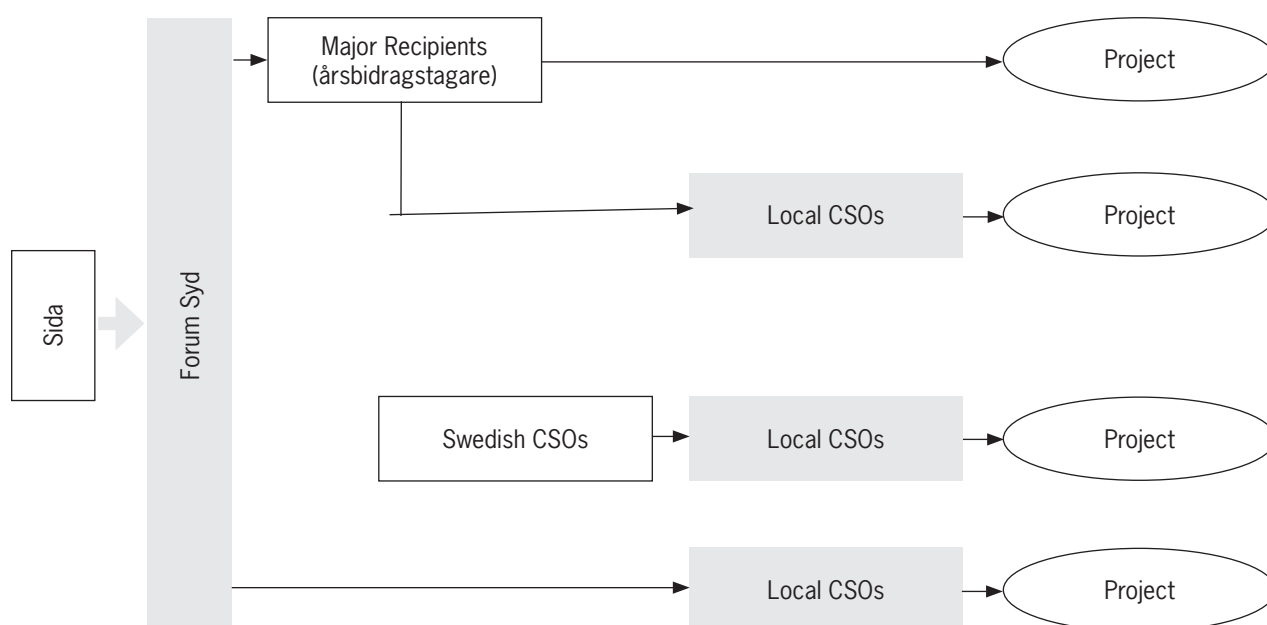 Major Recipients
(årsbidragstagare)
Project
Local CSOs
Project
Sida
Forum Syd
Swedish CSOs
Local CSOs
Project
Local CSOs
Project